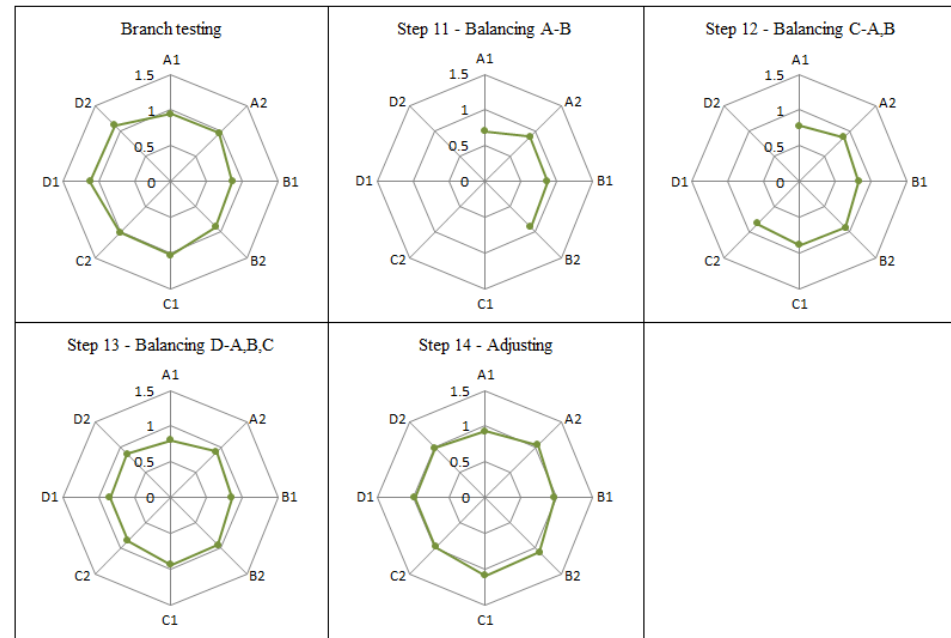 Branch testing
A1
1.5
D2
A2
1
0.5
D1
0
B1
C2
B2
C1
Step 11 - Balancing A-B
A1
1.5
D2
A2
1
0.5
D1
0
B1
C2
B2
C1
Step 12 - Balancing C-A,B
A1
1.5
D2
A2
1
0.5
D1
0
B1
C2
B2
C1
Step 13 - Balancing D-A,B,C
A1
1.5
D2
A2
1
0.5
D1
0
B1
C2
B2
C1
Step 14 - Adjusting
A1
1.5
D2
A2
1
0.5
D1
0
B1
C2
B2
C1